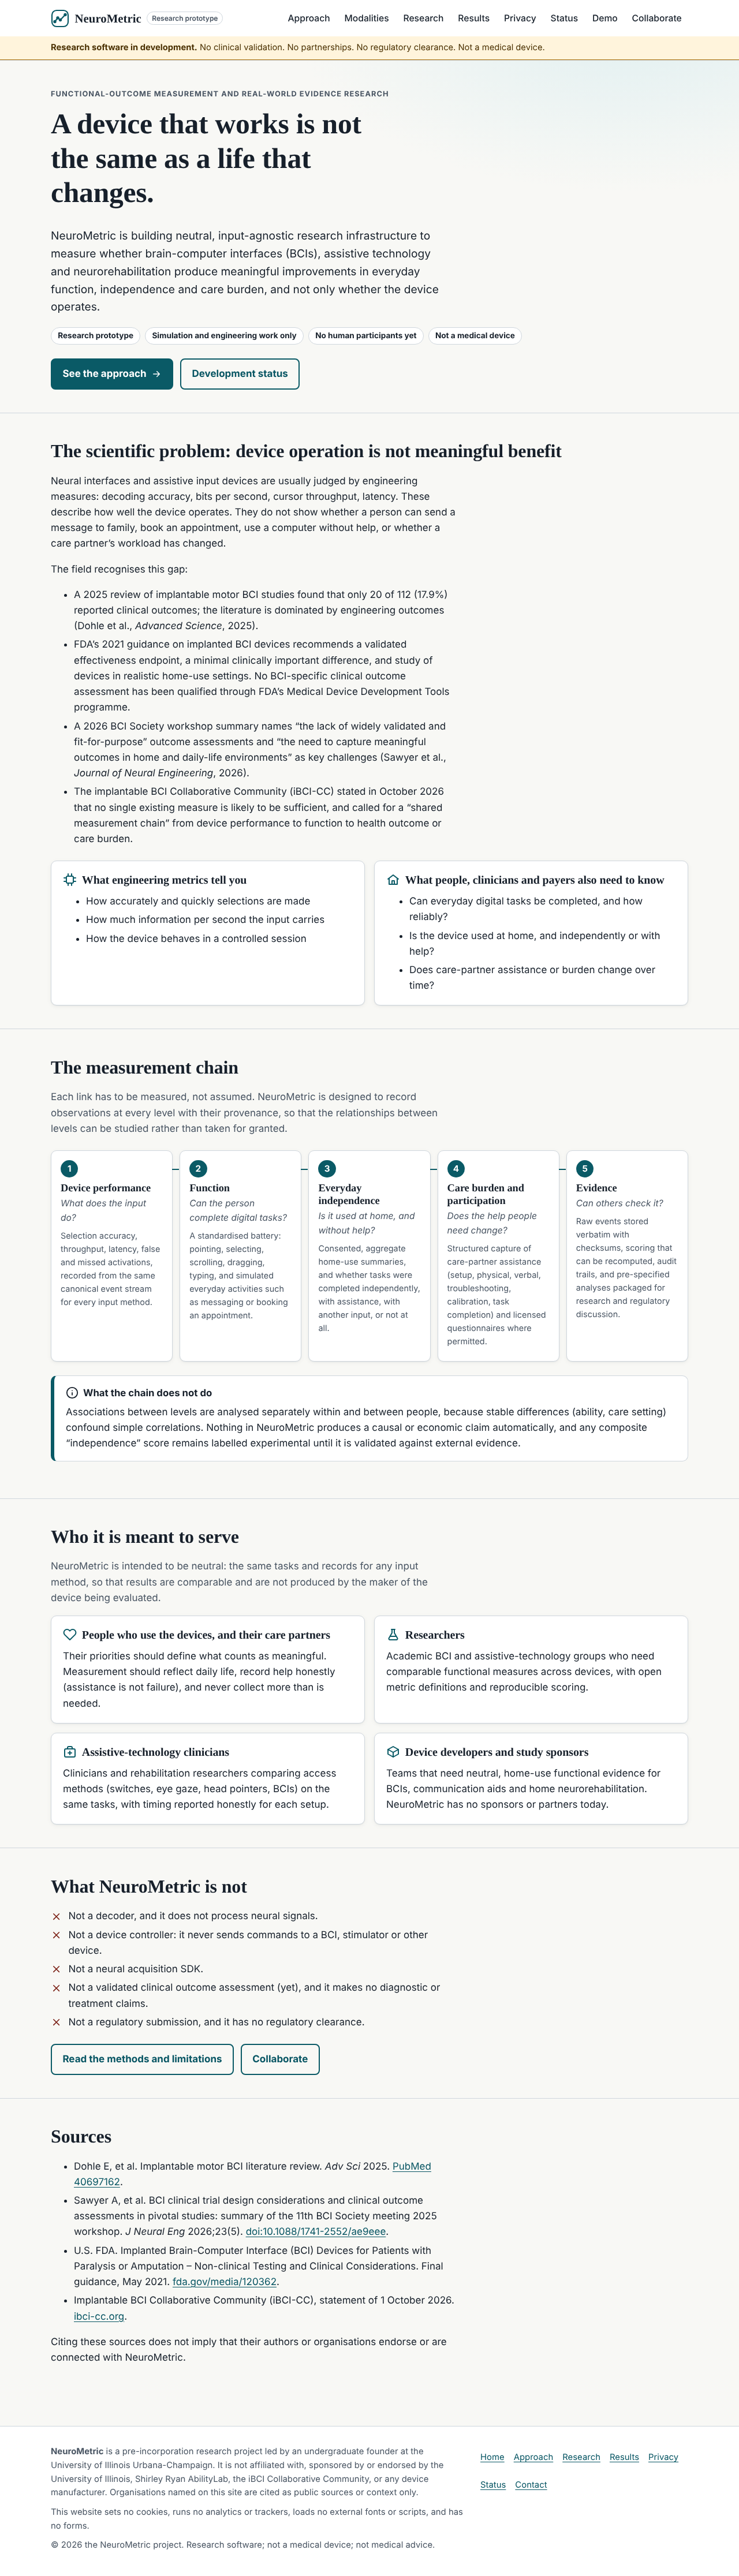 NeuroMetric Research prototype Approach Modalities Research Results Privacy Status Demo Collaborate
Research software in development. No clinical validation. No partnerships. No regulatory clearance. Not a medical device.
FUNCTIONAL-OUTCOME MEASUREMENT AND REAL-WORLD EVIDENCE RESEARCH
A device that works is not
the same as a life that
changes.
NeuroMetric is building neutral, input-agnostic research infrastructure to
measure whether brain-computer interfaces (BCIs), assistive technology
and neurorehabilitation produce meaningful improvements in everyday
function, independence and care burden, and not only whether the device
operates.
Research prototype Simulation and engineering work only No human participants yet Not a medical device
See the approach → Development status
The scientific problem: device operation is not meaningful benefit
Neural interfaces and assistive input devices are usually judged by engineering
measures: decoding accuracy, bits per second, cursor throughput, latency. These
describe how well the device operates. They do not show whether a person can send a
message to family, book an appointment, use a computer without help, or whether a
care partner's workload has changed.
The field recognises this gap:
• A 2025 review of implantable motor BCI studies found that only 20 of 112 (17.9%)
reported clinical outcomes; the literature is dominated by engineering outcomes
(Dohle et al., Advanced Science, 2025).
• FDA's 2021 guidance on implanted BCI devices recommends a validated
effectiveness endpoint, a minimal clinically important difference, and study of
devices in realistic home-use settings. No BCI-specific clinical outcome
assessment has been qualified through FDA's Medical Device Development Tools
programme.
• A 2026 BCI Society workshop summary names “the lack of widely validated and
fit-for-purpose” outcome assessments and “the need to capture meaningful
outcomes in home and daily-life environments” as key challenges (Sawyer et al.,
Journal of Neural Engineering, 2026).
• The implantable BCI Collaborative Community (iBCI-CC) stated in October 2026
that no single existing measure is likely to be sufficient, and called for a “shared
measurement chain” from device performance to function to health outcome or
care burden.
What engineering metrics tell you
• How accurately and quickly selections are made
• How much information per second the input carries
• How the device behaves in a controlled session
What people, clinicians and payers also need to know
• Can everyday digital tasks be completed, and how
reliably?
• Is the device used at home, and independently or with
help?
• Does care-partner assistance or burden change over
time?
The measurement chain
Each link has to be measured, not assumed. NeuroMetric is designed to record
observations at every level with their provenance, so that the relationships between
levels can be studied rather than taken for granted.
1
Device performance
What does the input
do?
Selection accuracy,
throughput, latency, false
and missed activations,
recorded from the same
canonical event stream
for every input method.
2
Function
Can the person
complete digital tasks?
A standardised battery:
pointing, selecting,
scrolling, dragging,
typing, and simulated
everyday activities such
as messaging or booking
an appointment.
3
Everyday
independence
Is it used at home, and
without help?
Consented, aggregate
home-use summaries,
and whether tasks were
completed independently,
with assistance, with
another input, or not at
all.
4
Care burden and
participation
Does the help people
need change?
Structured capture of
care-partner assistance
(setup, physical, verbal,
troubleshooting,
calibration, task
completion) and licensed
questionnaires where
permitted.
5
Evidence
Can others check it?
Raw events stored
verbatim with
checksums, scoring that
can be recomputed, audit
trails, and pre-specified
analyses packaged for
research and regulatory
discussion.
What the chain does not do
Associations between levels are analysed separately within and between people, because stable differences (ability, care setting)
confound simple correlations. Nothing in NeuroMetric produces a causal or economic claim automatically, and any composite
“independence” score remains labelled experimental until it is validated against external evidence.
Who it is meant to serve
NeuroMetric is intended to be neutral: the same tasks and records for any input
method, so that results are comparable and are not produced by the maker of the
device being evaluated.
People who use the devices, and their care partners
Their priorities should define what counts as meaningful.
Measurement should reflect daily life, record help honestly
(assistance is not failure), and never collect more than is
needed.
Researchers
Academic BCI and assistive-technology groups who need
comparable functional measures across devices, with open
metric definitions and reproducible scoring.
Assistive-technology clinicians
Clinicians and rehabilitation researchers comparing access
methods (switches, eye gaze, head pointers, BCIs) on the
same tasks, with timing reported honestly for each setup.
Device developers and study sponsors
Teams that need neutral, home-use functional evidence for
BCIs, communication aids and home neurorehabilitation.
NeuroMetric has no sponsors or partners today.
What NeuroMetric is not
Not a decoder, and it does not process neural signals.
Not a device controller: it never sends commands to a BCI, stimulator or other
device.
Not a neural acquisition SDK.
Not a validated clinical outcome assessment (yet), and it makes no diagnostic or
treatment claims.
Not a regulatory submission, and it has no regulatory clearance.
Read the methods and limitations Collaborate
Sources
• Dohle E, et al. Implantable motor BCI literature review. Adv Sci 2025. PubMed
40697162.
• Sawyer A, et al. BCI clinical trial design considerations and clinical outcome
assessments in pivotal studies: summary of the 11th BCI Society meeting 2025
workshop. J Neural Eng 2026;23(5). doi:10.1088/1741-2552/ae9eee.
• U.S. FDA. Implanted Brain-Computer Interface (BCI) Devices for Patients with
Paralysis or Amputation – Non-clinical Testing and Clinical Considerations. Final
guidance, May 2021. fda.gov/media/120362.
• Implantable BCI Collaborative Community (iBCI-CC), statement of 1 October 2026.
ibci-cc.org.
Citing these sources does not imply that their authors or organisations endorse or are
connected with NeuroMetric.
NeuroMetric is a pre-incorporation research project led by an undergraduate founder at the
University of Illinois Urbana-Champaign. It is not affiliated with, sponsored by or endorsed by the
University of Illinois, Shirley Ryan AbilityLab, the iBCI Collaborative Community, or any device
manufacturer. Organisations named on this site are cited as public sources or context only.
This website sets no cookies, runs no analytics or trackers, loads no external fonts or scripts, and has
no forms.
© 2026 the NeuroMetric project. Research software; not a medical device; not medical advice.
Home Approach Research Results Privacy
Status Contact